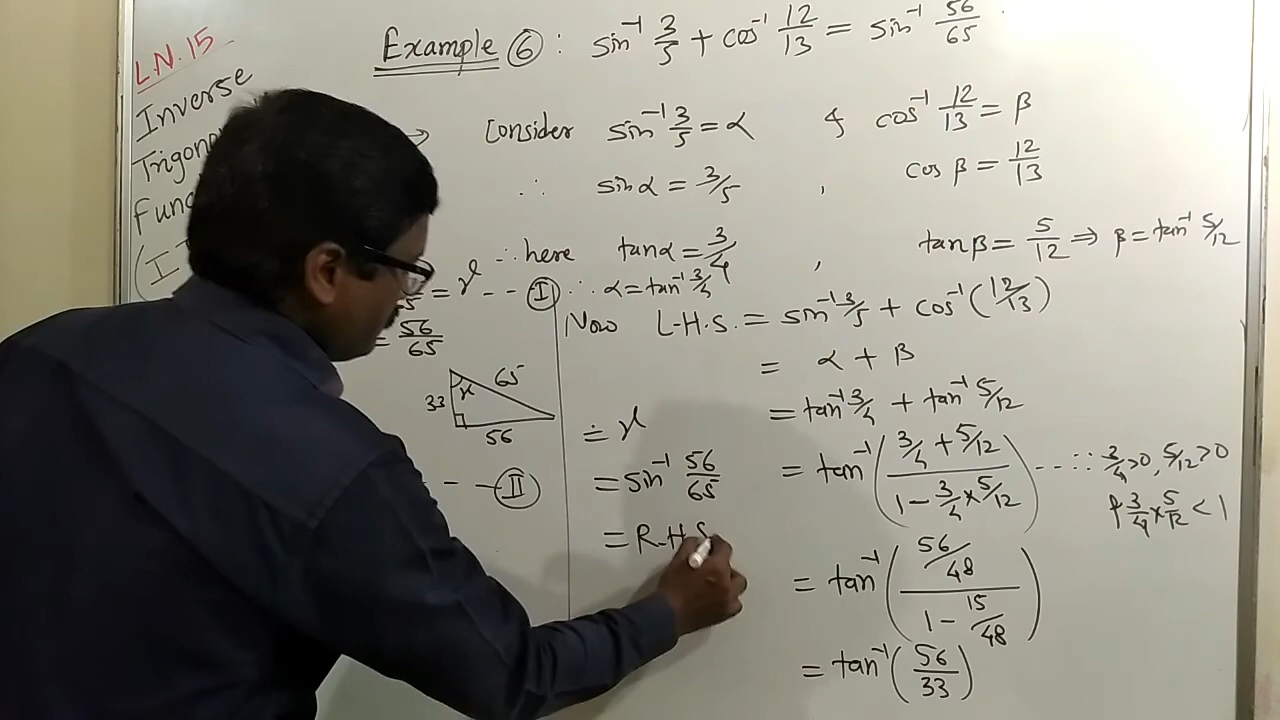 L.N.15
Inverse
Example ⑥ : sin⁻¹ 3/5 + cos⁻¹ 12/13 = sin⁻¹ 56/65
→ Consider sin⁻¹ 3/5 = α & cos⁻¹ 12/13 = β
∴ sin α = 3/5 , cos β = 12/13
∴ here tan α = 3/4 , tan β = 5/12 ⇒ β = tan⁻¹ 5/12
∴ α = tan⁻¹ 3/4
Now L.H.S. = sin⁻¹ 3/5 + cos⁻¹ (12/13)
= α + β
= tan⁻¹ 3/4 + tan⁻¹ 5/12
= tan⁻¹ ( (3/4 + 5/12) / (1 - 3/4 × 5/12) ) --- ∵ 3/4 > 0, 5/12 > 0
& 3/4 × 5/12 < 1
= tan⁻¹ ( (56/48) / (1 - 15/48) )
= tan⁻¹ (56/33)
= x --- Ⓘ
= 56/65
33 x 65
56
--- Ⓘⓘ
= x
= sin⁻¹ 56/65
= R.H.S